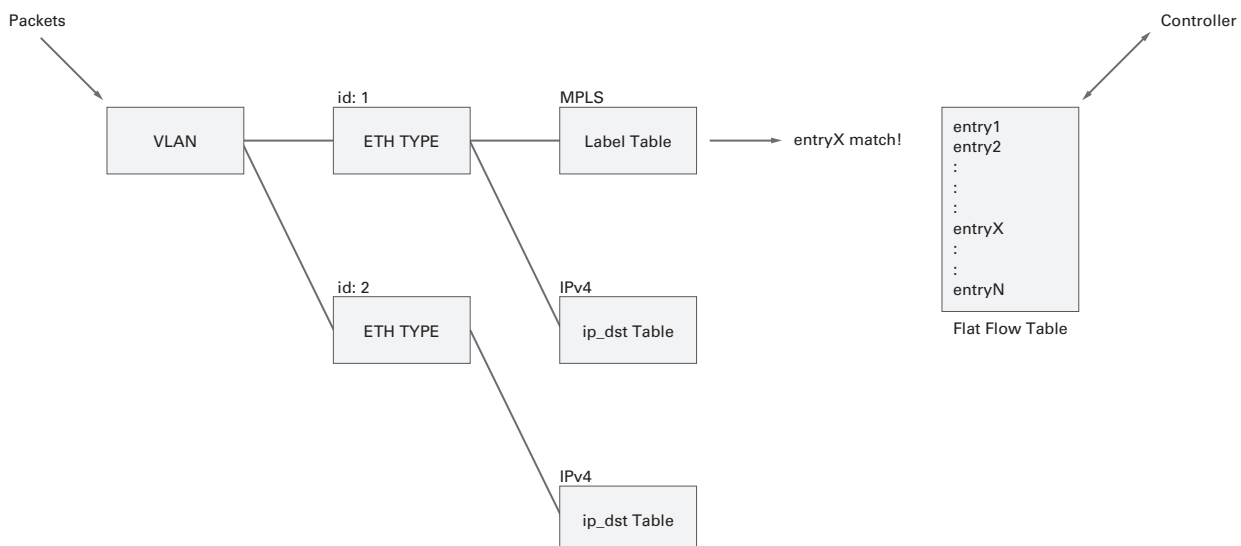 Packets
Controller
id: 1
MPLS
VLAN
ETH TYPE
Label Table
entryX match!
entry1
entry2
:
:
:
entryX
:
:
entryN
Flat Flow Table
id: 2
IPv4
ETH TYPE
ip_dst Table
IPv4
ip_dst Table